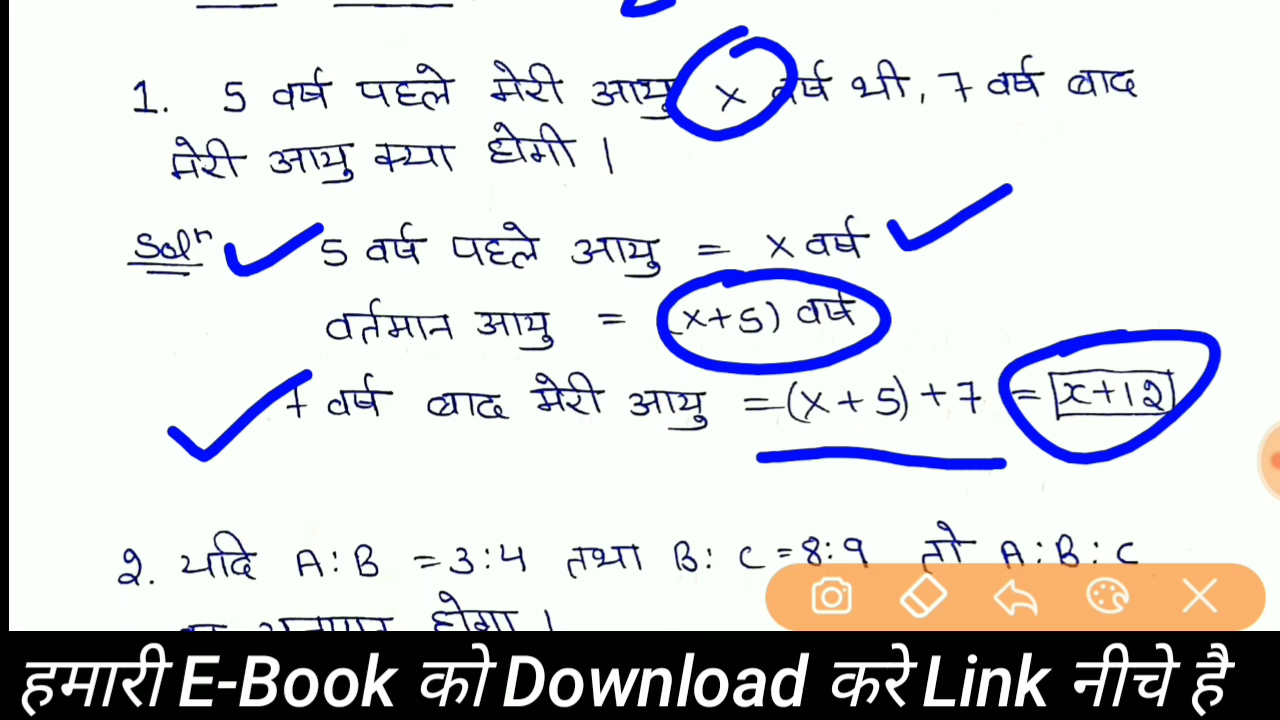 1. 5 वर्ष पहले मेरी आयु x वर्ष थी, 7 वर्ष बाद
मेरी आयु क्या होगी।
Solⁿ 5 वर्ष पहले आयु = x वर्ष
वर्तमान आयु = (x+5) वर्ष
7 वर्ष बाद मेरी आयु = (x+5)+7 = x+12
2. यदि A:B = 3:4 तथा B:C = 8:9 तो A:B:C
होगा।
हमारी E-Book को Download करे Link नीचे है